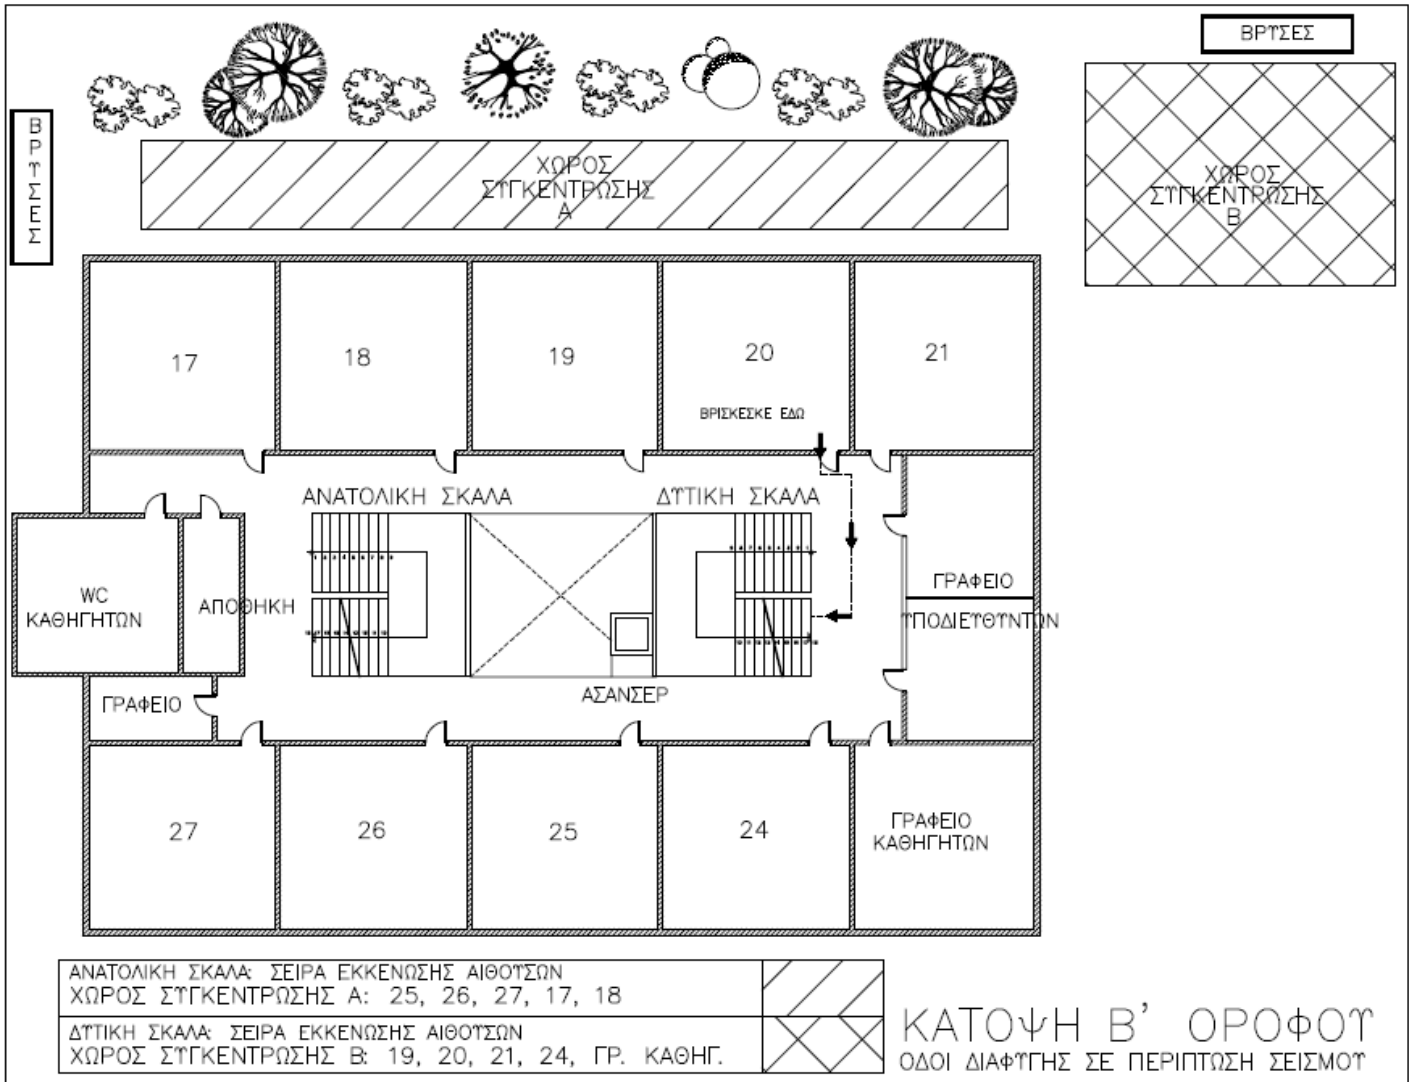 ΒΡΥΣΕΣ
ΒΡΥΣΕΣ
ΧΩΡΟΣ
ΣΥΓΚΕΝΤΡΩΣΗΣ
Α
ΧΩΡΟΣ
ΣΥΓΚΕΝΤΡΩΣΗΣ
Β
17
18
19
20
21
ΒΡΙΣΚΕΣΚΕ ΕΔΩ
ΑΝΑΤΟΛΙΚΗ ΣΚΑΛΑ
ΔΥΤΙΚΗ ΣΚΑΛΑ
WC
ΚΑΘΗΓΗΤΩΝ
ΑΠΟΘΗΚΗ
ΓΡΑΦΕΙΟ
ΥΠΟΔΙΕΥΘΥΝΤΩΝ
ΓΡΑΦΕΙΟ
ΑΣΑΝΣΕΡ
27
26
25
24
ΓΡΑΦΕΙΟ
ΚΑΘΗΓΗΤΩΝ
ΑΝΑΤΟΛΙΚΗ ΣΚΑΛΑ: ΣΕΙΡΑ ΕΚΚΕΝΩΣΗΣ ΑΙΘΟΥΣΩΝ
ΧΩΡΟΣ ΣΥΓΚΕΝΤΡΩΣΗΣ Α: 25, 26, 27, 17, 18
ΔΥΤΙΚΗ ΣΚΑΛΑ: ΣΕΙΡΑ ΕΚΚΕΝΩΣΗΣ ΑΙΘΟΥΣΩΝ
ΧΩΡΟΣ ΣΥΓΚΕΝΤΡΩΣΗΣ Β: 19, 20, 21, 24, ΓΡ. ΚΑΘΗΓ.
ΚΑΤΟΨΗ Β' ΟΡΟΦΟΥ
ΟΔΟΙ ΔΙΑΦΥΓΗΣ ΣΕ ΠΕΡΙΠΤΩΣΗ ΣΕΙΣΜΟΥ